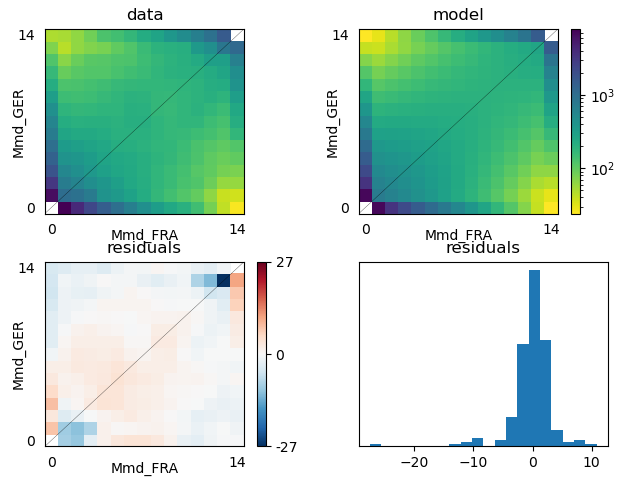 data
14
0
Mmd_GER
0
14
Mmd_FRA
model
14
0
Mmd_GER
0
14
Mmd_FRA
10³
10²
residuals
14
0
Mmd_GER
0
14
Mmd_FRA
27
0
-27
residuals
−20
−10
0
10